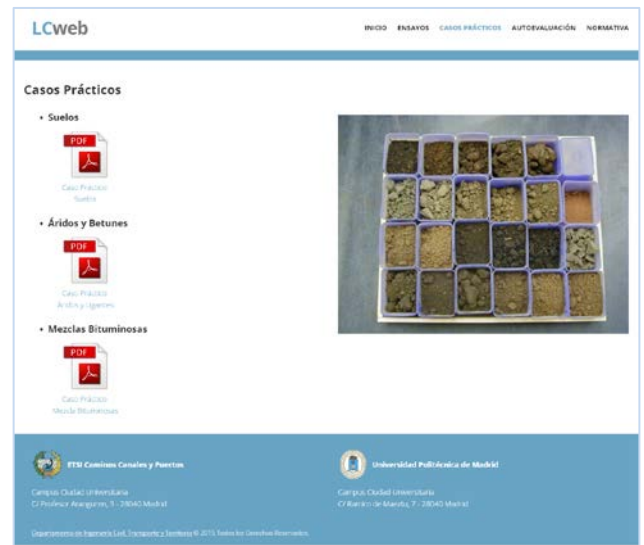 LCweb
INICIO ENSAYOS CASOS PRÁCTICOS AUTOEVALUACIÓN NORMATIVA
Casos Prácticos
• Suelos
PDF
Caso Práctico
Suelos
• Áridos y Betunes
PDF
Caso Práctico
Áridos y Ligantes
• Mezclas Bituminosas
PDF
Caso Práctico
Mezcla Bituminosas
ETSI Caminos Canales y Puertos
Universidad Politécnica de Madrid
Campus Ciudad Universitaria
C/ Profesor Aranguren, 3 - 28040 Madrid
Campus Ciudad Universitaria
C/ Ramiro de Maeztu, 7 - 28040 Madrid
Departamento de Ingeniería Civil, Transporte y Territorio © 2015 Todos los Derechos Reservados.